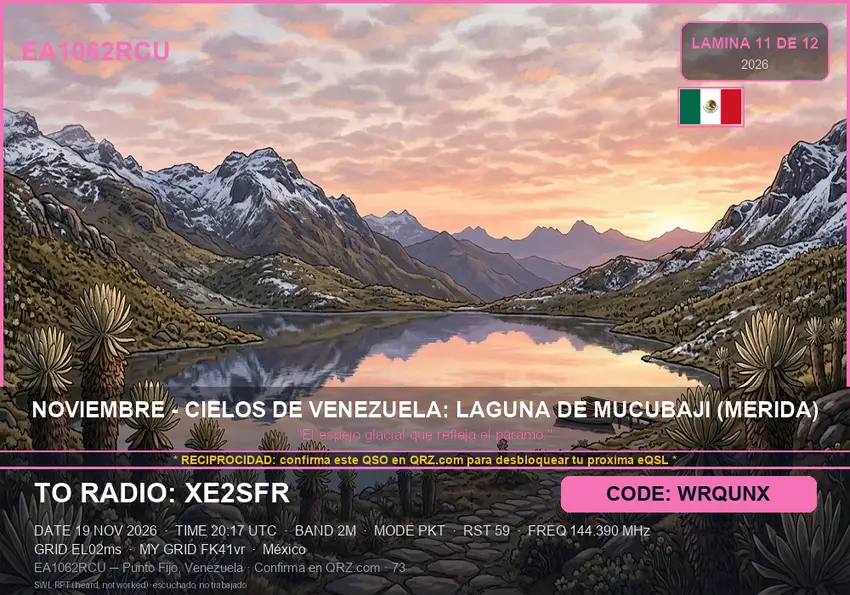 EA1062RCU
LAMINA 11 DE 12
2026
NOVIEMBRE - CIELOS DE VENEZUELA: LAGUNA DE MUCUBAJI (MERIDA)
"El espejo glacial que refleja el paramo."
* RECIPROCIDAD: confirma este QSO en QRZ.com para desbloquear tu proxima eQSL *
TO RADIO: XE2SFR
CODE: WRQUNX
DATE 19 NOV 2026 · TIME 20:17 UTC · BAND 2M · MODE PKT · RST 59 · FREQ 144.390 MHz
GRID EL02ms · MY GRID FK41vr · México
EA1062RCU — Punto Fijo, Venezuela · Confirma en QRZ.com · 73
SWL RPT (heard, not worked) · escuchado, no trabajado